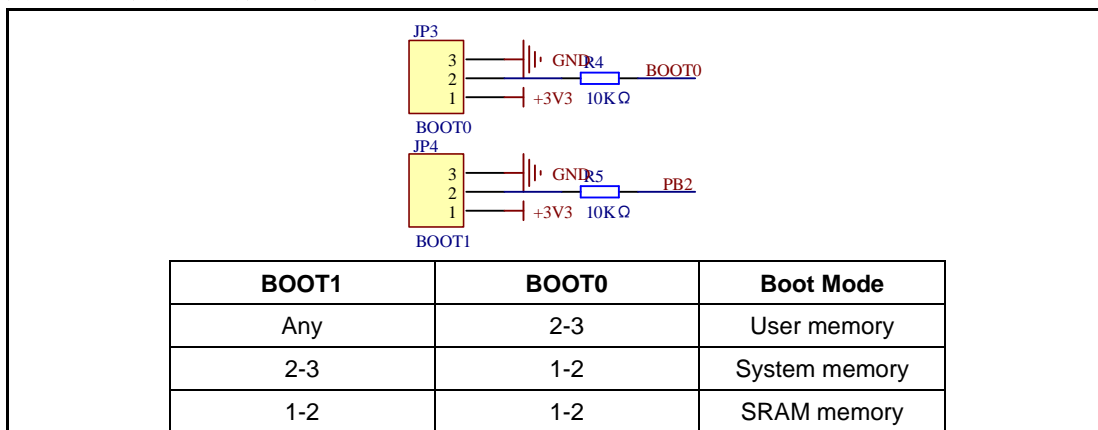 JP3
3 GND R4 BOOT0
2
1 +3V3 10KΩ
BOOT0
JP4
3 GND R5 PB2
2
1 +3V3 10KΩ
BOOT1
BOOT1 BOOT0 Boot Mode
Any 2-3 User memory
2-3 1-2 System memory
1-2 1-2 SRAM memory